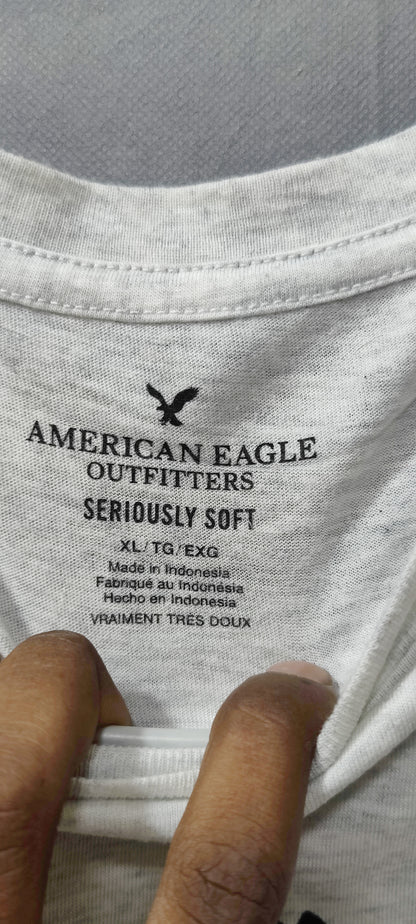 AMERICAN EAGLE
OUTFITTERS
SERIOUSLY SOFT
XL/TG/EXG
Made in Indonesia
Fabriqué au Indonésia
Hecho en Indonesia
VRAIMENT TRÈS DOUX